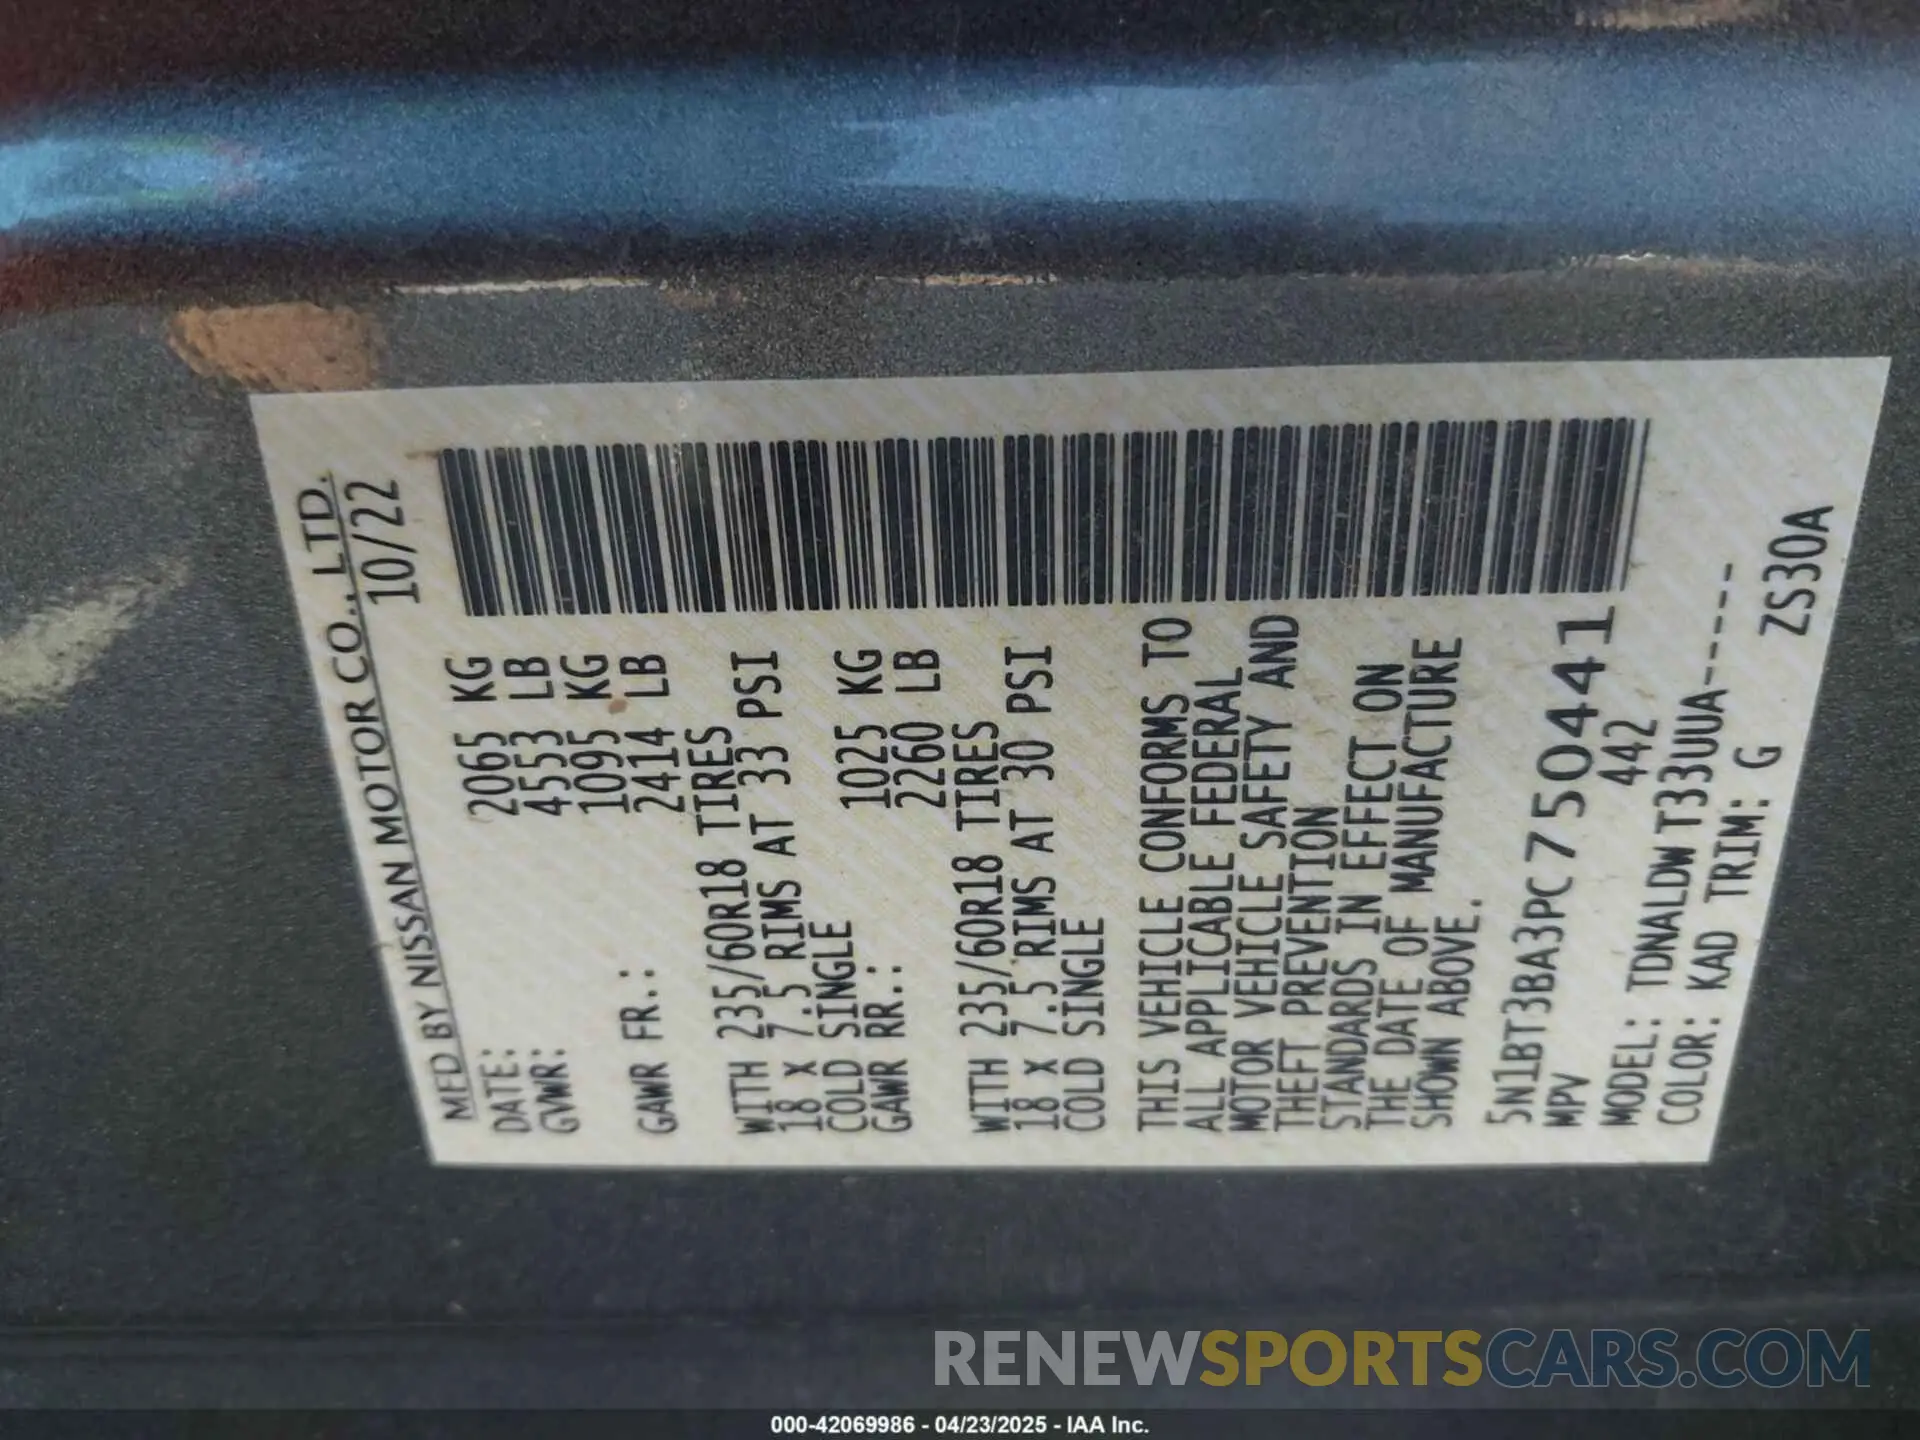 MFD BY NISSAN MOTOR CO., LTD.
DATE: 10/22
GVWR: 2065 KG
4553 LB
GAWR FR.: 1095 KG
2414 LB
WITH 235/60R18 TIRES
18 X 7.5 RIMS AT 33 PSI
COLD SINGLE
GAWR RR.: 1025 KG
2260 LB
WITH 235/60R18 TIRES
18 X 7.5 RIMS AT 30 PSI
COLD SINGLE
THIS VEHICLE CONFORMS TO
ALL APPLICABLE FEDERAL
MOTOR VEHICLE SAFETY AND
THEFT PREVENTION
STANDARDS IN EFFECT ON
THE DATE OF MANUFACTURE
SHOWN ABOVE.
5N1BT3BA3PC750441
MPV 442
MODEL: TDNALDWT33UUA-----
COLOR: KAD TRIM: G ZS30A
RENEWSPORTSCARS.COM
000-42069986 - 04/23/2025 - IAA Inc.